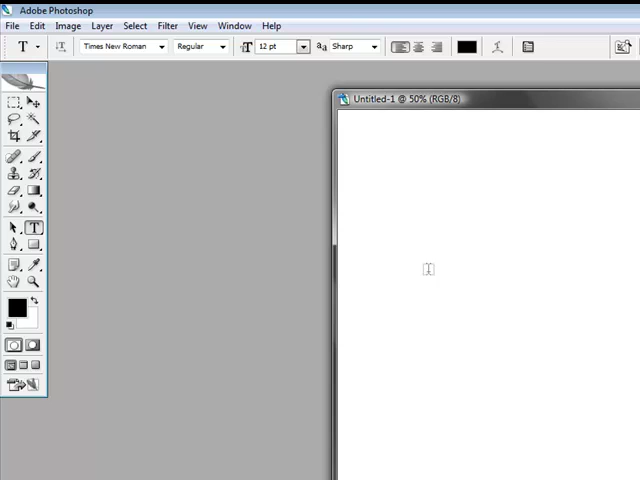 Adobe Photoshop
File Edit Image Layer Select Filter View Window Help
T Times New Roman Regular T 12 pt aa Sharp
Untitled-1 @ 50% (RGB/8)
T